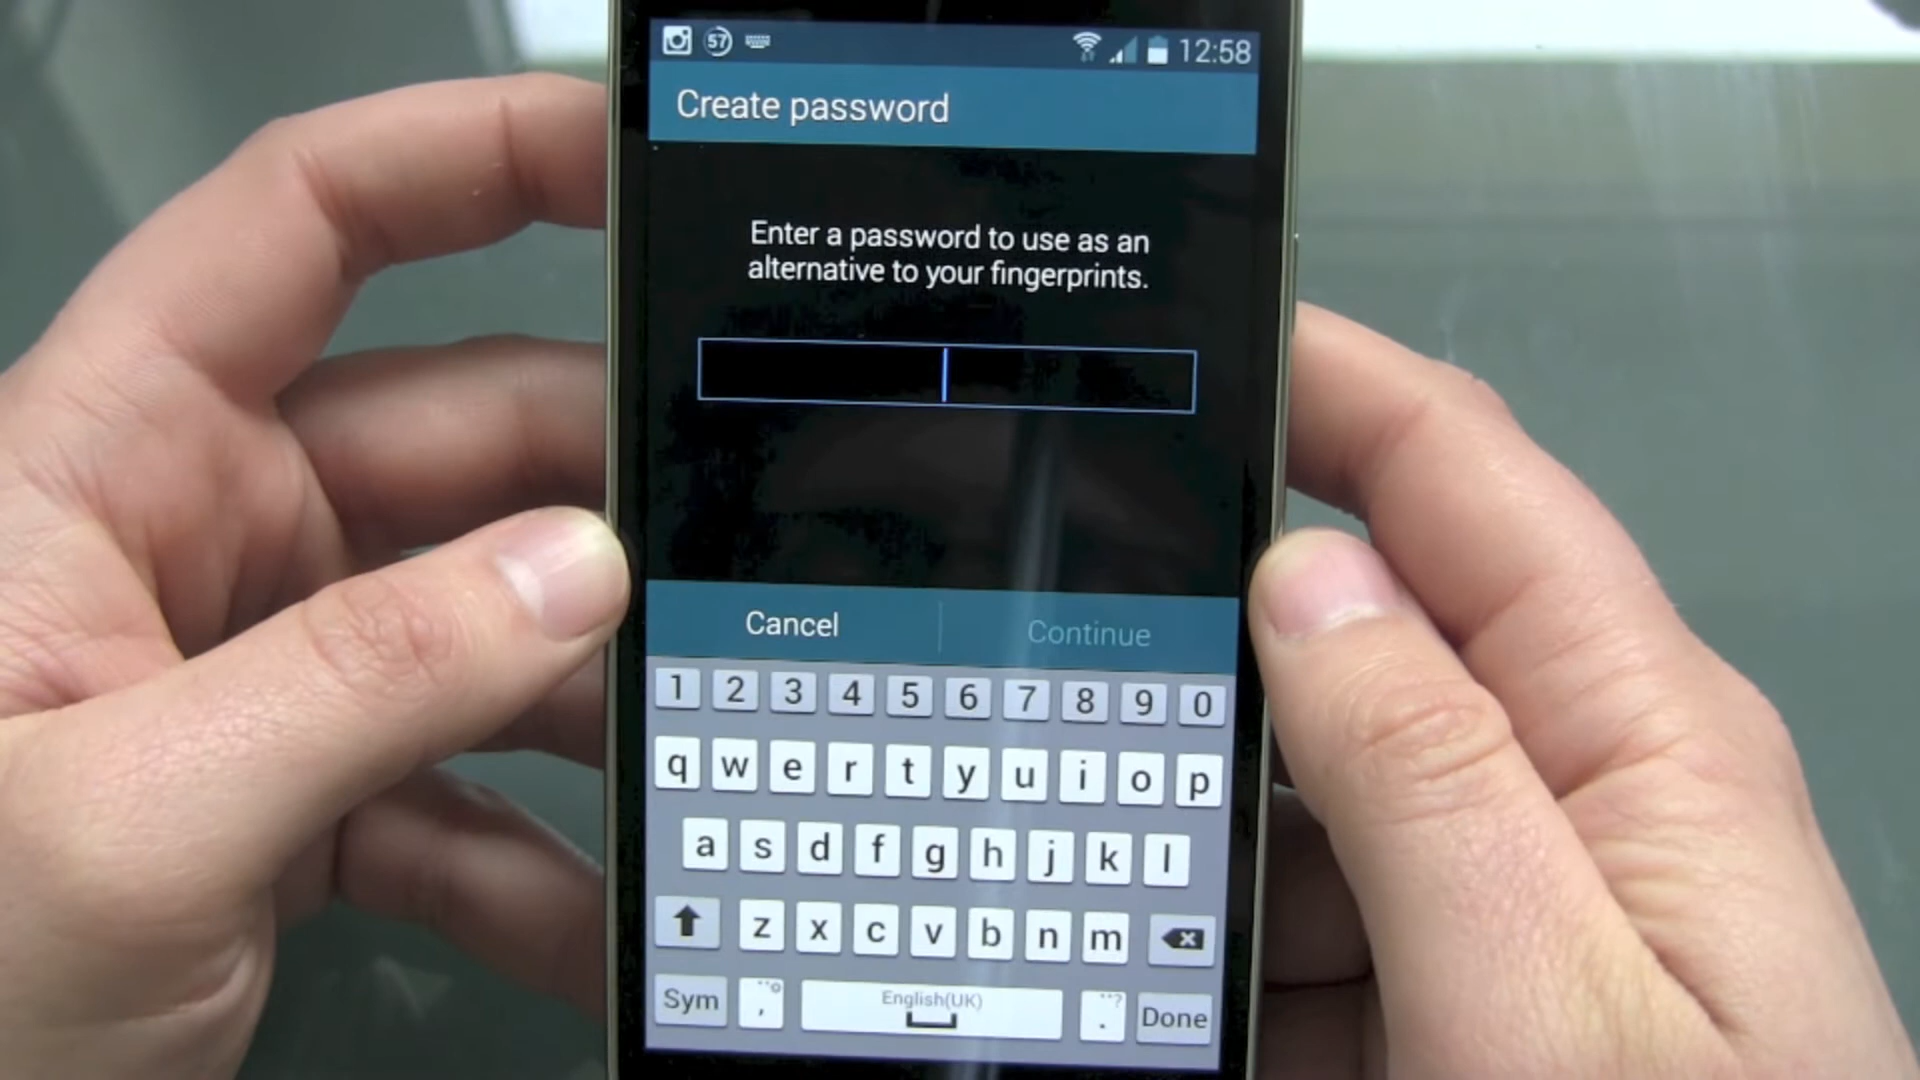 57 12:58
Create password
Enter a password to use as an
alternative to your fingerprints.
Cancel Continue
1 2 3 4 5 6 7 8 9 0
q w e r t y u i o p
a s d f g h j k l
z x c v b n m
Sym , English(UK) . ? Done